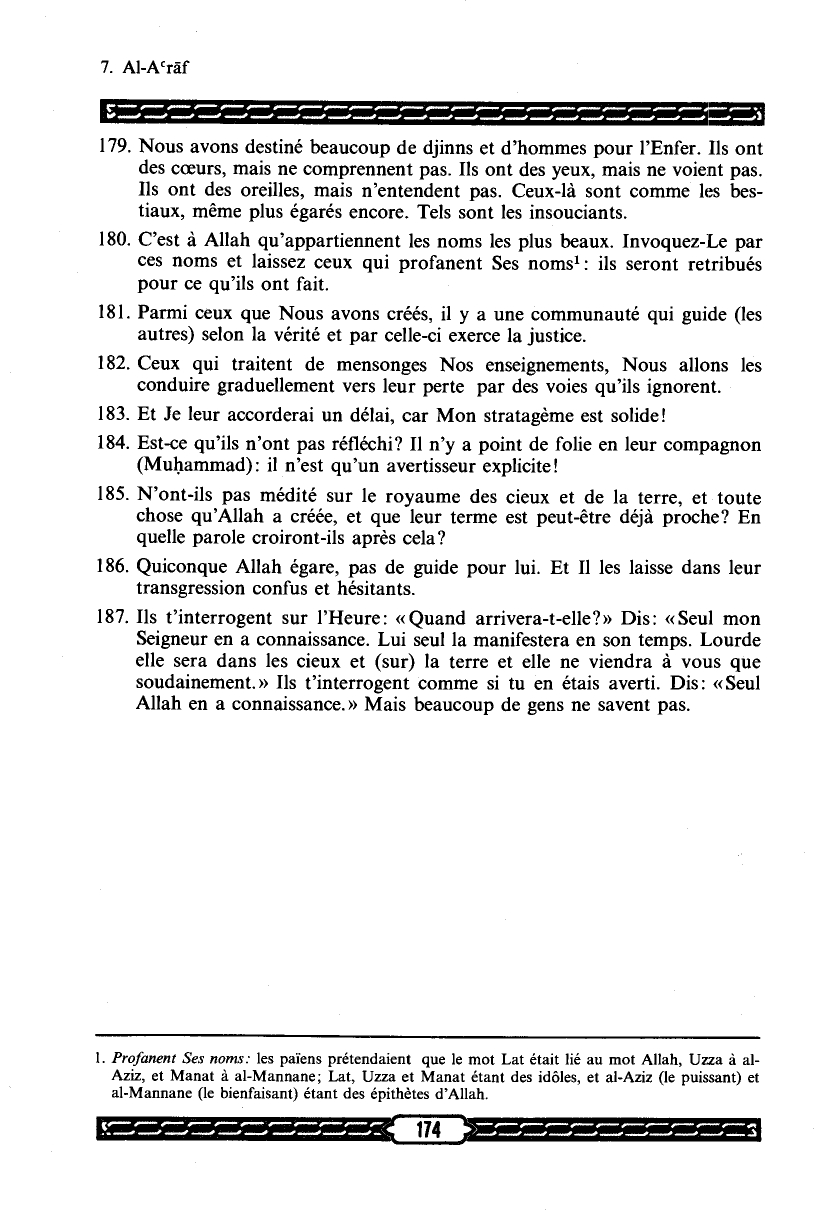 7. Al-Aʿrāf
179. Nous avons destiné beaucoup de djinns et d’hommes pour l’Enfer. Ils ont
des cœurs, mais ne comprennent pas. Ils ont des yeux, mais ne voient pas.
Ils ont des oreilles, mais n’entendent pas. Ceux-là sont comme les bes-
tiaux, même plus égarés encore. Tels sont les insouciants.
180. C’est à Allah qu’appartiennent les noms les plus beaux. Invoquez-Le par
ces noms et laissez ceux qui profanent Ses noms¹ : ils seront retribués
pour ce qu’ils ont fait.
181. Parmi ceux que Nous avons créés, il y a une communauté qui guide (les
autres) selon la vérité et par celle-ci exerce la justice.
182. Ceux qui traitent de mensonges Nos enseignements, Nous allons les
conduire graduellement vers leur perte par des voies qu’ils ignorent.
183. Et Je leur accorderai un délai, car Mon stratagème est solide!
184. Est-ce qu’ils n’ont pas réfléchi? Il n’y a point de folie en leur compagnon
(Muḥammad): il n’est qu’un avertisseur explicite!
185. N’ont-ils pas médité sur le royaume des cieux et de la terre, et toute
chose qu’Allah a créée, et que leur terme est peut-être déjà proche? En
quelle parole croiront-ils après cela?
186. Quiconque Allah égare, pas de guide pour lui. Et Il les laisse dans leur
transgression confus et hésitants.
187. Ils t’interrogent sur l’Heure: «Quand arrivera-t-elle?» Dis: «Seul mon
Seigneur en a connaissance. Lui seul la manifestera en son temps. Lourde
elle sera dans les cieux et (sur) la terre et elle ne viendra à vous que
soudainement.» Ils t’interrogent comme si tu en étais averti. Dis: «Seul
Allah en a connaissance.» Mais beaucoup de gens ne savent pas.
1. Profanent Ses noms: les païens prétendaient que le mot Lat était lié au mot Allah, Uzza à al-
Aziz, et Manat à al-Mannane; Lat, Uzza et Manat étant des idôles, et al-Aziz (le puissant) et
al-Mannane (le bienfaisant) étant des épithètes d’Allah.
174